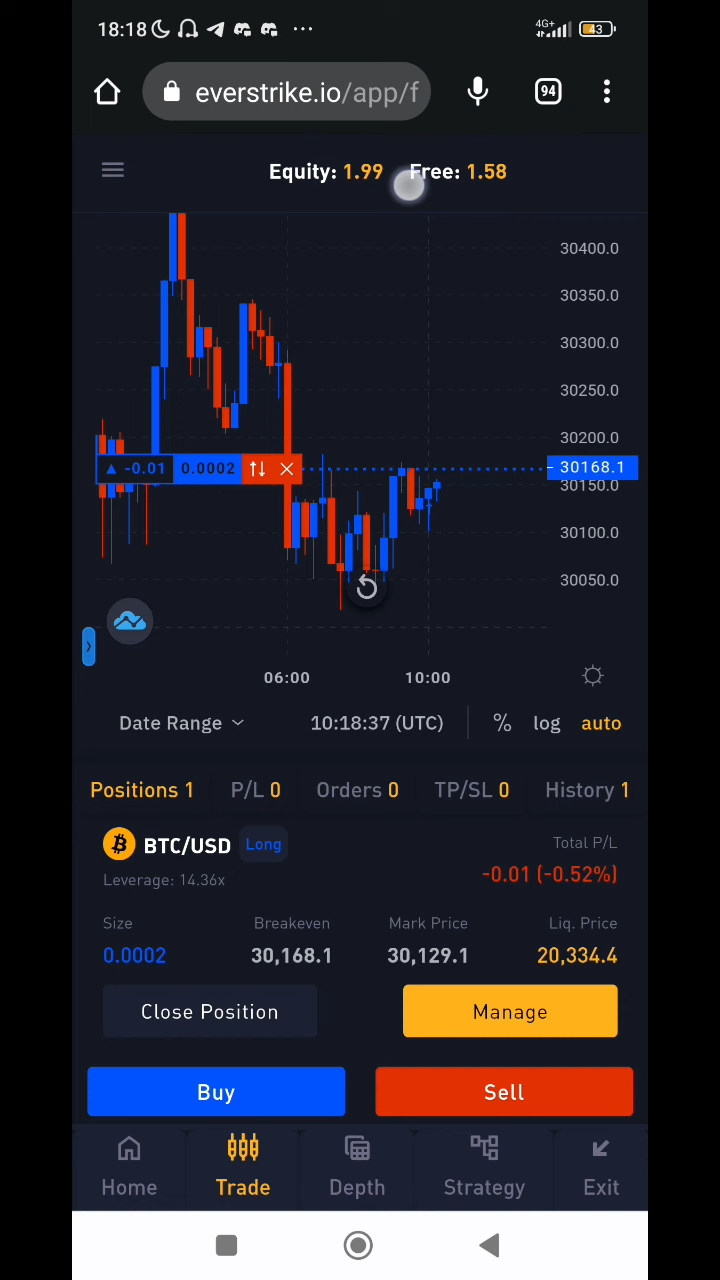 18:18 ... 4G+ 43
everstrike.io/app/f 94
Equity: 1.99 Free: 1.58
30400.0
30350.0
30300.0
30250.0
30200.0
-0.01 0.0002 30168.1
30150.0
30100.0
30050.0
06:00 10:00
Date Range 10:18:37 (UTC) % log auto
Positions 1 P/L 0 Orders 0 TP/SL 0 History 1
BTC/USD Long Total P/L
Leverage: 14.36x -0.01 (-0.52%)
Size Breakeven Mark Price Liq. Price
0.0002 30,168.1 30,129.1 20,334.4
Close Position Manage
Buy Sell
Home Trade Depth Strategy Exit